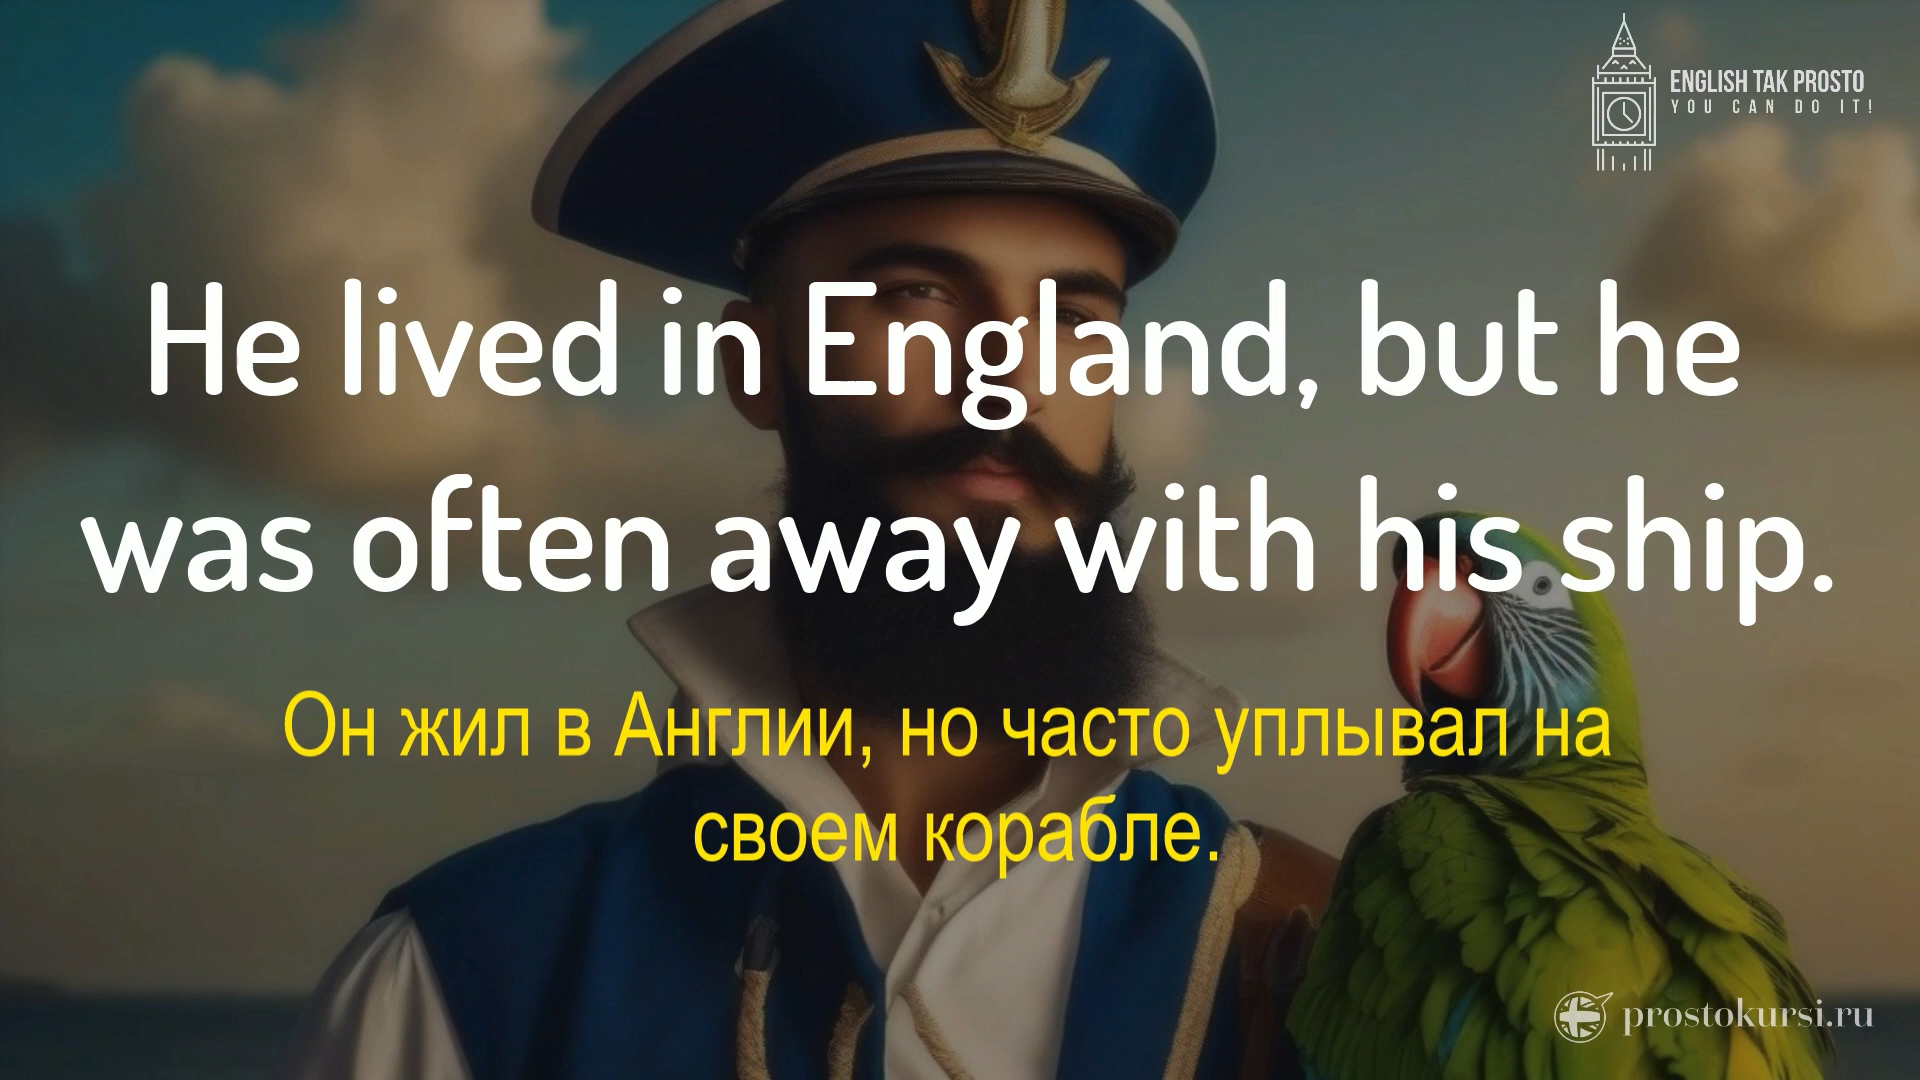 ENGLISH TAK PROSTO
YOU CAN DO IT!
He lived in England, but he
was often away with his ship.
Он жил в Англии, но часто уплывал на
своем корабле.
prostokursi.ru